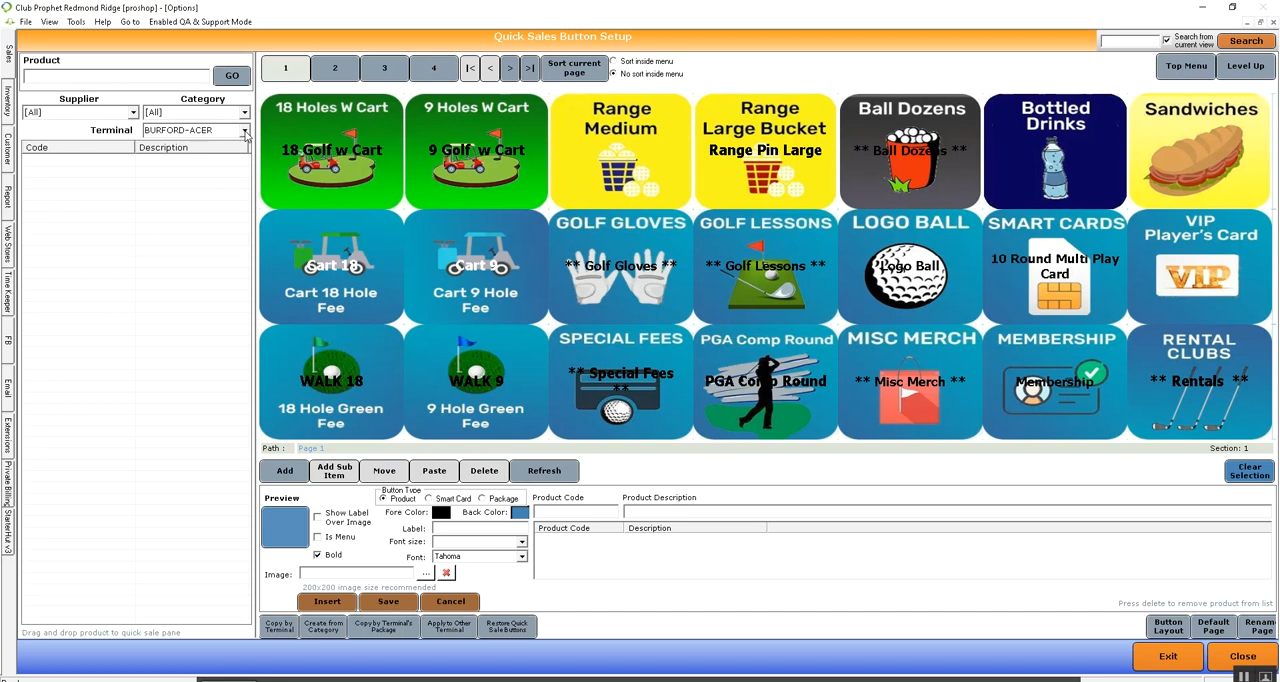 Club Prophet Redmond Ridge [proshop] - [Options]
File View Tools Help Go to Enabled QA & Support Mode
Quick Sales Button Setup
Search from current view
Search
Sales
Inventory
Customer
Report
Web Stores
Time Keeper
FB
Email
Extensions
Private Billing
StarterHut v3
Product
GO
Supplier Category
[All] [All]
Terminal BURFORD-ACER
Code Description
Drag and drop product to quick sale pane
1 2 3 4 |< < > >|
Sort current page
Sort inside menu
No sort inside menu
Top Menu Level Up
18 Holes W Cart
18 Golf w Cart
9 Holes W Cart
9 Golf w Cart
Range Medium
Range Large Bucket
Range Pin Large
Ball Dozens
** Ball Dozens **
Bottled Drinks
Sandwiches
Cart 18
Cart 18 Hole Fee
Cart 9
Cart 9 Hole Fee
GOLF GLOVES
** Golf Gloves **
GOLF LESSONS
** Golf Lessons **
LOGO BALL
Logo Ball
SMART CARDS
10 Round Multi Play Card
VIP Player's Card
VIP
WALK 18
18 Hole Green Fee
WALK 9
9 Hole Green Fee
SPECIAL FEES
** Special Fees **
PGA Comp Round
PGA Comp Round
MISC MERCH
** Misc Merch **
MEMBERSHIP
Membership
RENTAL CLUBS
** Rentals **
Path : Page 1
Section: 1
Add
Add Sub Item
Move
Paste
Delete
Refresh
Clear Selection
Preview
Show Label Over Image
Is Menu
Bold
Button Type
Product Smart Card Package
Fore Color: Back Color:
Label:
Font size:
Font: Tahoma
Image: ...
200x200 image size recommended
Insert Save Cancel
Product Code Product Description
Product Code Description
Press delete to remove product from list
Copy by Terminal
Create from Category
Copy by Terminal's Package
Apply to Other Terminal
Restore Quick Sale Buttons
Button Layout
Default Page
Renam Page
Exit Close